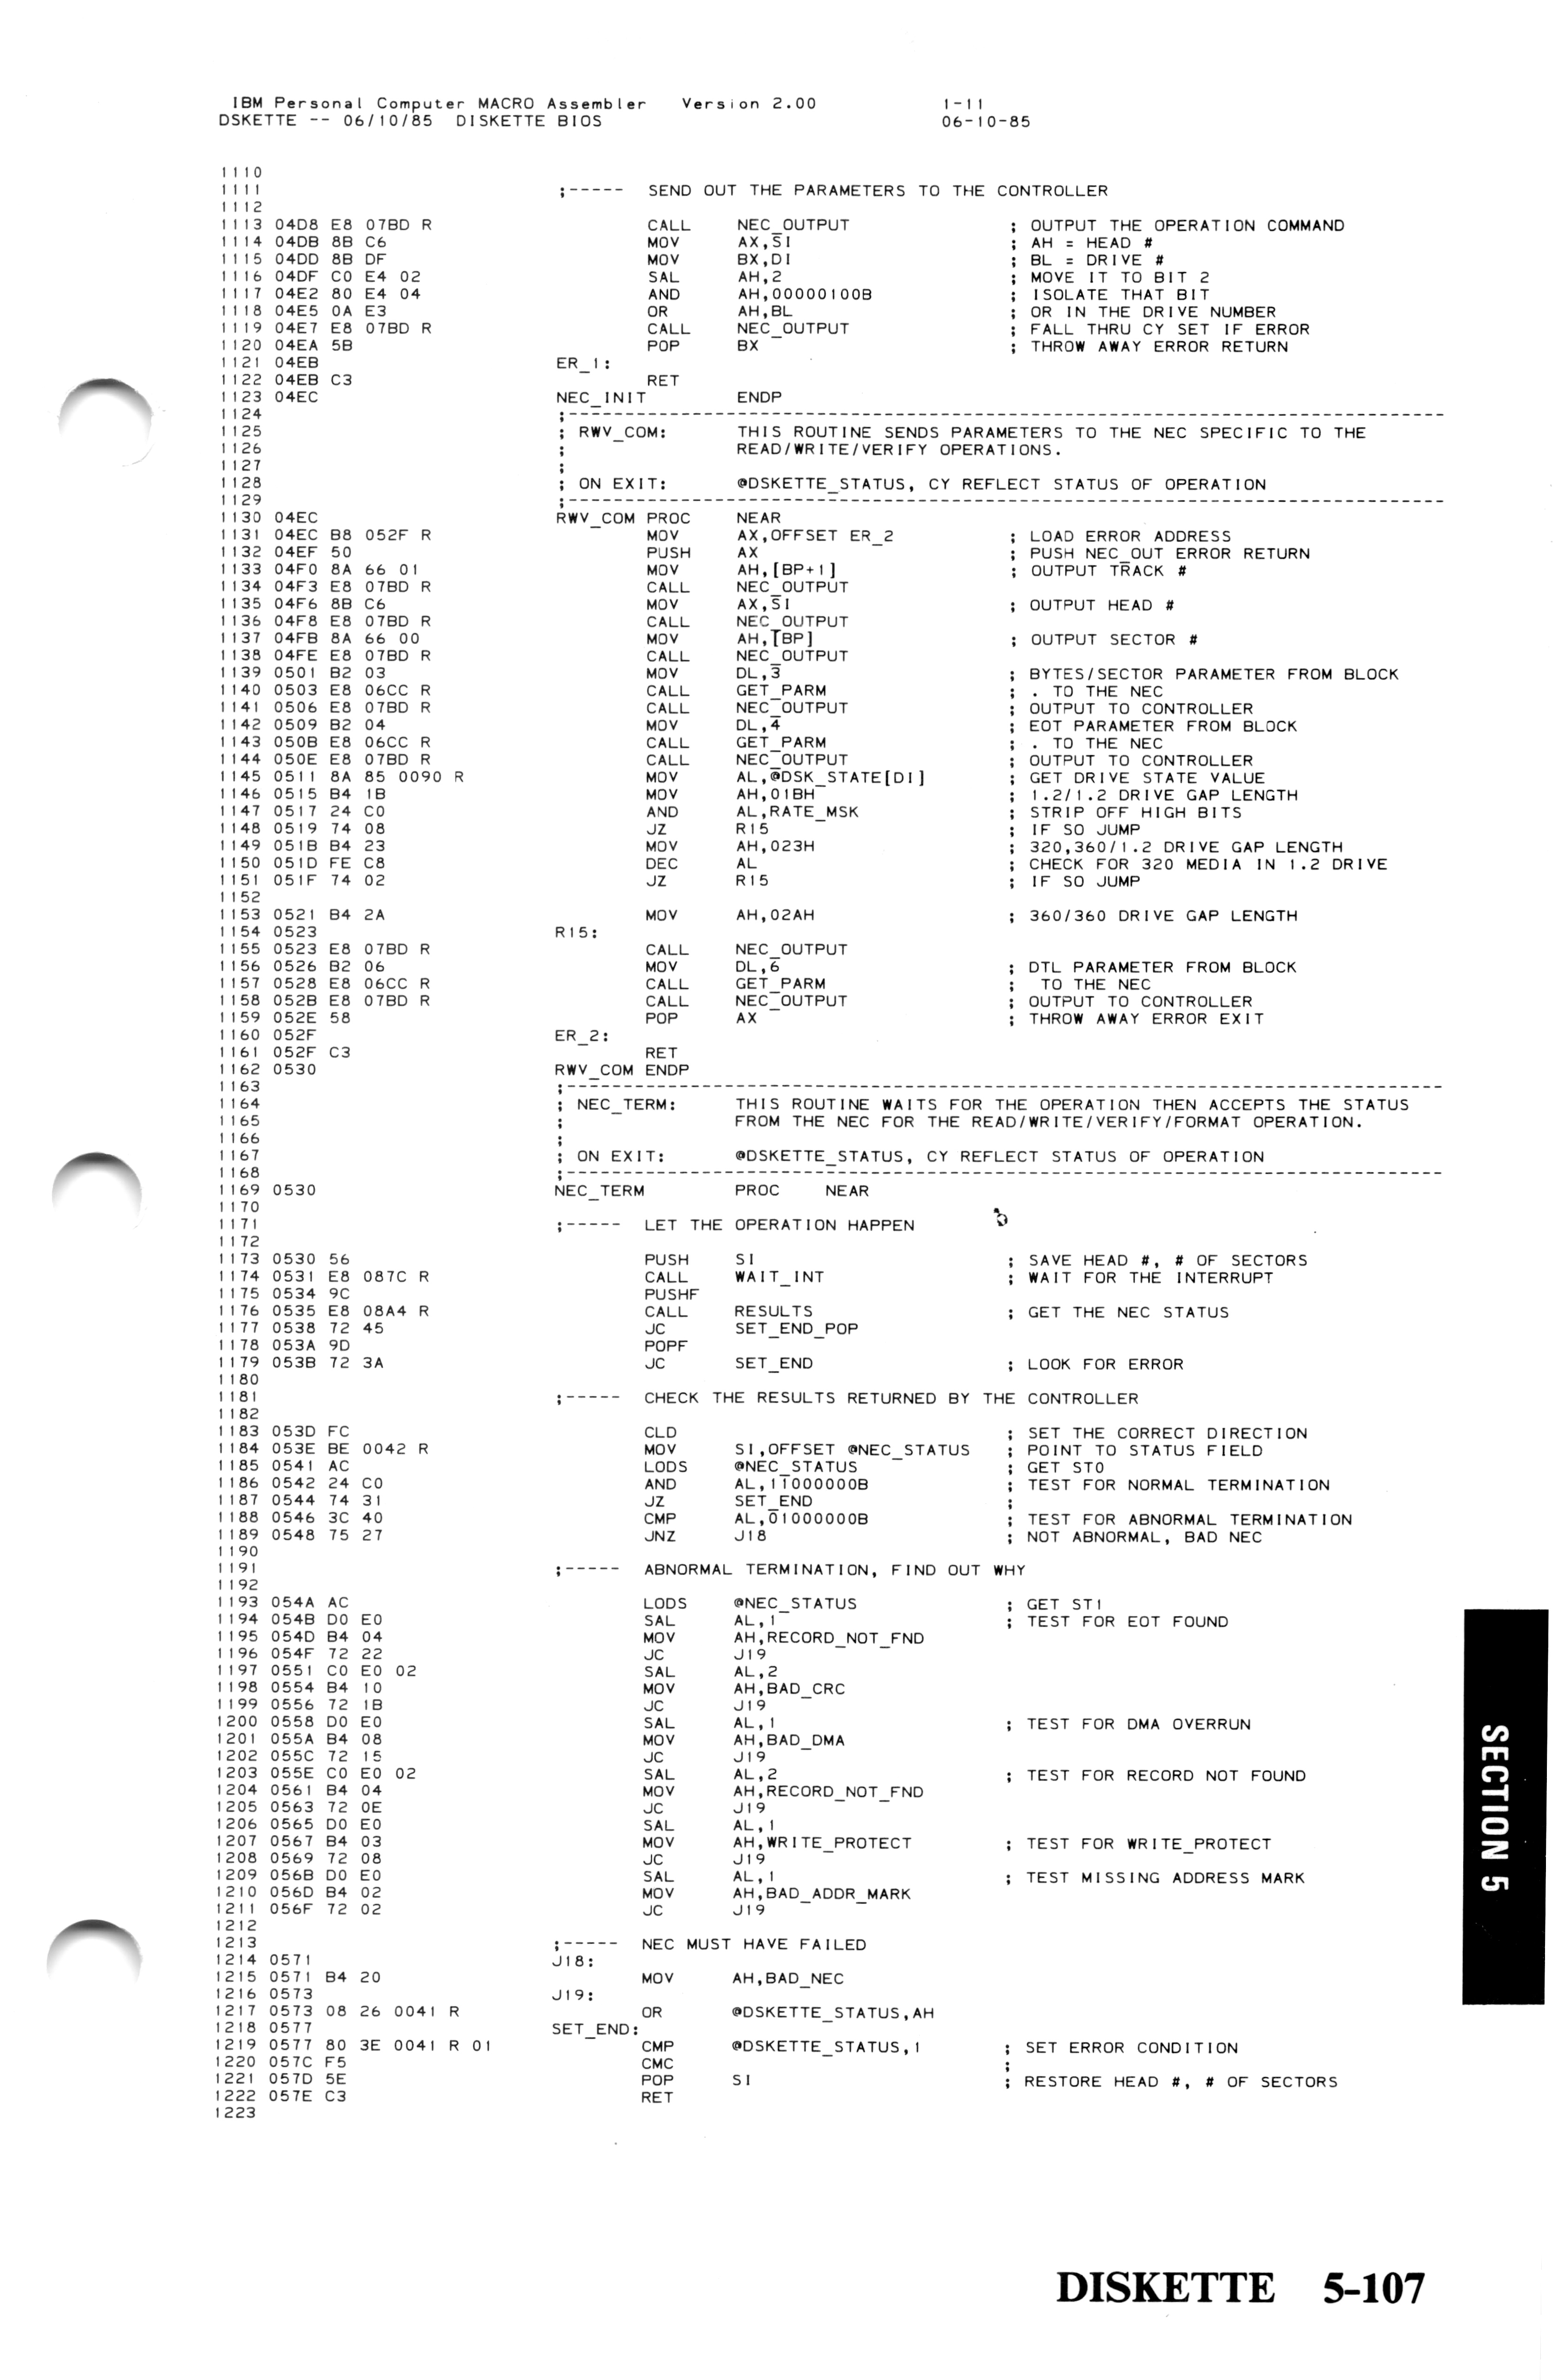 IBM Personal Computer MACRO Assembler    Version 2.00    1-11
DSKETTE -- 06/10/85  DISKETTE BIOS    06-10-85
1110
1111    ;-----  SEND OUT THE PARAMETERS TO THE CONTROLLER
1112
1113 04D8 E8 07BD R    CALL    NEC_OUTPUT    ; OUTPUT THE OPERATION COMMAND
1114 04DB 8B C6    MOV    AX,SI    ; AH = HEAD #
1115 04DD 8B DF    MOV    BX,DI    ; BL = DRIVE #
1116 04DF C0 E4 02    SAL    AH,2    ; MOVE IT TO BIT 2
1117 04E2 80 E4 04    AND    AH,00000100B    ; ISOLATE THAT BIT
1118 04E5 0A E3    OR    AH,BL    ; OR IN THE DRIVE NUMBER
1119 04E7 E8 07BD R    CALL    NEC_OUTPUT    ; FALL THRU CY SET IF ERROR
1120 04EA 5B    POP    BX    ; THROW AWAY ERROR RETURN
1121 04EB    ER_1:
1122 04EB C3    RET
1123 04EC    NEC_INIT    ENDP
1124    ;-------------------------------------------------------------------------------
1125    ; RWV_COM:    THIS ROUTINE SENDS PARAMETERS TO THE NEC SPECIFIC TO THE
1126    ;    READ/WRITE/VERIFY OPERATIONS.
1127    ;
1128    ; ON EXIT:    @DSKETTE_STATUS, CY REFLECT STATUS OF OPERATION
1129    ;-------------------------------------------------------------------------------
1130 04EC    RWV_COM PROC    NEAR
1131 04EC B8 052F R    MOV    AX,OFFSET ER_2    ; LOAD ERROR ADDRESS
1132 04EF 50    PUSH    AX    ; PUSH NEC_OUT ERROR RETURN
1133 04F0 8A 66 01    MOV    AH,[BP+1]    ; OUTPUT TRACK #
1134 04F3 E8 07BD R    CALL    NEC_OUTPUT
1135 04F6 8B C6    MOV    AX,SI    ; OUTPUT HEAD #
1136 04F8 E8 07BD R    CALL    NEC_OUTPUT
1137 04FB 8A 66 00    MOV    AH,[BP]    ; OUTPUT SECTOR #
1138 04FE E8 07BD R    CALL    NEC_OUTPUT
1139 0501 B2 03    MOV    DL,3    ; BYTES/SECTOR PARAMETER FROM BLOCK
1140 0503 E8 06CC R    CALL    GET_PARM    ; . TO THE NEC
1141 0506 E8 07BD R    CALL    NEC_OUTPUT    ; OUTPUT TO CONTROLLER
1142 0509 B2 04    MOV    DL,4    ; EOT PARAMETER FROM BLOCK
1143 050B E8 06CC R    CALL    GET_PARM    ; . TO THE NEC
1144 050E E8 07BD R    CALL    NEC_OUTPUT    ; OUTPUT TO CONTROLLER
1145 0511 8A 85 0090 R    MOV    AL,@DSK_STATE[DI]    ; GET DRIVE STATE VALUE
1146 0515 B4 1B    MOV    AH,01BH    ; 1.2/1.2 DRIVE GAP LENGTH
1147 0517 24 C0    AND    AL,RATE_MSK    ; STRIP OFF HIGH BITS
1148 0519 74 08    JZ    R15    ; IF SO JUMP
1149 051B B4 23    MOV    AH,023H    ; 320,360/1.2 DRIVE GAP LENGTH
1150 051D FE C8    DEC    AL    ; CHECK FOR 320 MEDIA IN 1.2 DRIVE
1151 051F 74 02    JZ    R15    ; IF SO JUMP
1152
1153 0521 B4 2A    MOV    AH,02AH    ; 360/360 DRIVE GAP LENGTH
1154 0523    R15:
1155 0523 E8 07BD R    CALL    NEC_OUTPUT
1156 0526 B2 06    MOV    DL,6    ; DTL PARAMETER FROM BLOCK
1157 0528 E8 06CC R    CALL    GET_PARM    ;  TO THE NEC
1158 052B E8 07BD R    CALL    NEC_OUTPUT    ; OUTPUT TO CONTROLLER
1159 052E 58    POP    AX    ; THROW AWAY ERROR EXIT
1160 052F    ER_2:
1161 052F C3    RET
1162 0530    RWV_COM ENDP
1163    ;-------------------------------------------------------------------------------
1164    ; NEC_TERM:    THIS ROUTINE WAITS FOR THE OPERATION THEN ACCEPTS THE STATUS
1165    ;    FROM THE NEC FOR THE READ/WRITE/VERIFY/FORMAT OPERATION.
1166    ;
1167    ; ON EXIT:    @DSKETTE_STATUS, CY REFLECT STATUS OF OPERATION
1168    ;-------------------------------------------------------------------------------
1169 0530    NEC_TERM    PROC    NEAR
1170
1171    ;-----  LET THE OPERATION HAPPEN
1172
1173 0530 56    PUSH    SI    ; SAVE HEAD #, # OF SECTORS
1174 0531 E8 087C R    CALL    WAIT_INT    ; WAIT FOR THE INTERRUPT
1175 0534 9C    PUSHF
1176 0535 E8 08A4 R    CALL    RESULTS    ; GET THE NEC STATUS
1177 0538 72 45    JC    SET_END_POP
1178 053A 9D    POPF
1179 053B 72 3A    JC    SET_END    ; LOOK FOR ERROR
1180
1181    ;-----  CHECK THE RESULTS RETURNED BY THE CONTROLLER
1182
1183 053D FC    CLD    ; SET THE CORRECT DIRECTION
1184 053E BE 0042 R    MOV    SI,OFFSET @NEC_STATUS    ; POINT TO STATUS FIELD
1185 0541 AC    LODS    @NEC_STATUS    ; GET ST0
1186 0542 24 C0    AND    AL,11000000B    ; TEST FOR NORMAL TERMINATION
1187 0544 74 31    JZ    SET_END    ;
1188 0546 3C 40    CMP    AL,01000000B    ; TEST FOR ABNORMAL TERMINATION
1189 0548 75 27    JNZ    J18    ; NOT ABNORMAL, BAD NEC
1190
1191    ;-----  ABNORMAL TERMINATION, FIND OUT WHY
1192
1193 054A AC    LODS    @NEC_STATUS    ; GET ST1
1194 054B D0 E0    SAL    AL,1    ; TEST FOR EOT FOUND
1195 054D B4 04    MOV    AH,RECORD_NOT_FND
1196 054F 72 22    JC    J19
1197 0551 C0 E0 02    SAL    AL,2
1198 0554 B4 10    MOV    AH,BAD_CRC
1199 0556 72 1B    JC    J19
1200 0558 D0 E0    SAL    AL,1    ; TEST FOR DMA OVERRUN
1201 055A B4 08    MOV    AH,BAD_DMA
1202 055C 72 15    JC    J19
1203 055E C0 E0 02    SAL    AL,2    ; TEST FOR RECORD NOT FOUND
1204 0561 B4 04    MOV    AH,RECORD_NOT_FND
1205 0563 72 0E    JC    J19
1206 0565 D0 E0    SAL    AL,1
1207 0567 B4 03    MOV    AH,WRITE_PROTECT    ; TEST FOR WRITE_PROTECT
1208 0569 72 08    JC    J19
1209 056B D0 E0    SAL    AL,1    ; TEST MISSING ADDRESS MARK
1210 056D B4 02    MOV    AH,BAD_ADDR_MARK
1211 056F 72 02    JC    J19
1212
1213    ;-----  NEC MUST HAVE FAILED
1214 0571    J18:
1215 0571 B4 20    MOV    AH,BAD_NEC
1216 0573    J19:
1217 0573 08 26 0041 R    OR    @DSKETTE_STATUS,AH
1218 0577    SET_END:
1219 0577 80 3E 0041 R 01    CMP    @DSKETTE_STATUS,1    ; SET ERROR CONDITION
1220 057C F5    CMC    ;
1221 057D 5E    POP    SI    ; RESTORE HEAD #, # OF SECTORS
1222 057E C3    RET
1223
SECTION 5
DISKETTE    5-107